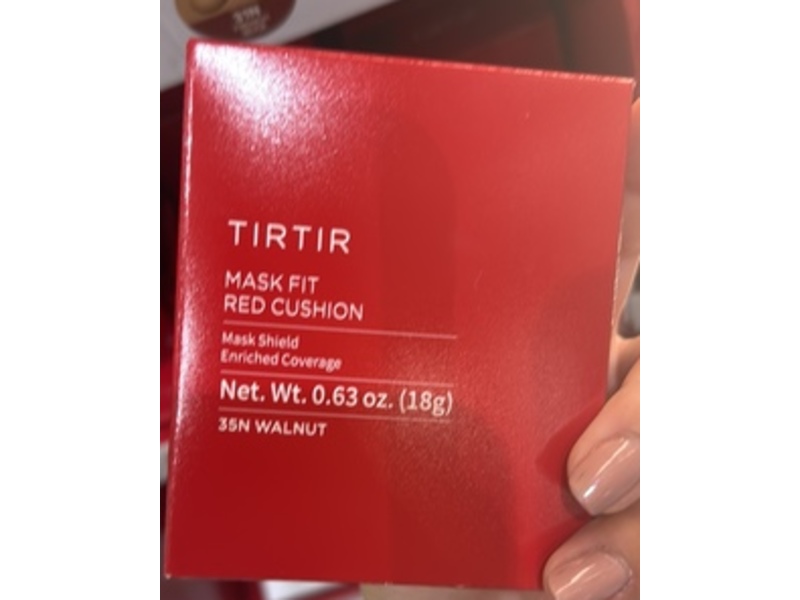 TIRTIR
MASK FIT
RED CUSHION
Mask Shield
Enriched Coverage
Net. Wt. 0.63 oz. (18g)
35N WALNUT